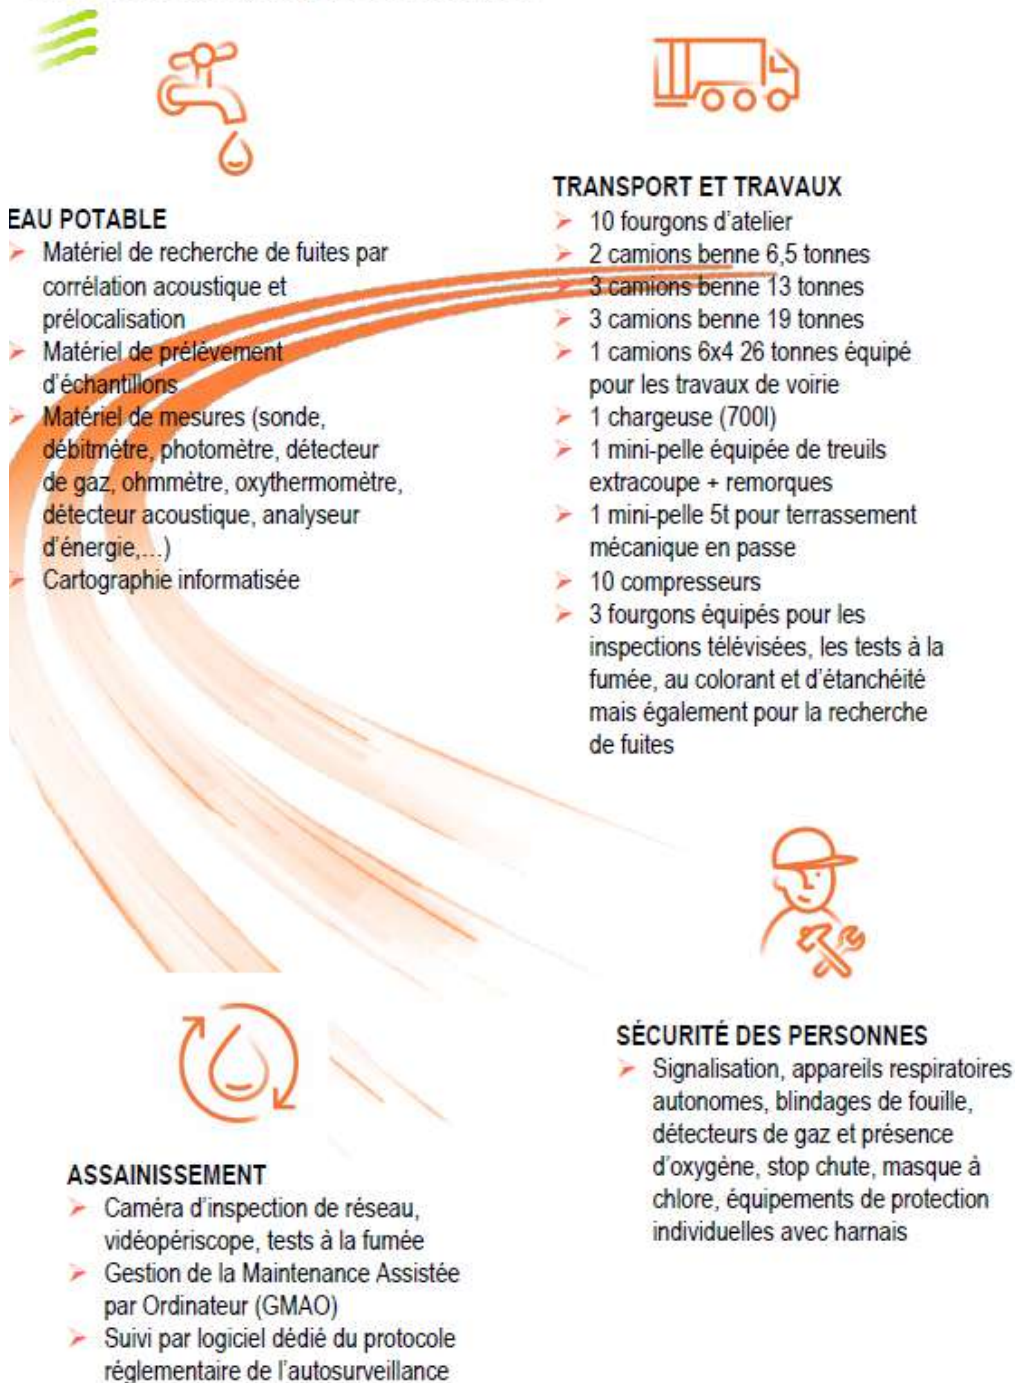 EAU POTABLE
➢ Matériel de recherche de fuites par
corrélation acoustique et
prélocalisation
➢ Matériel de prélèvement
d'échantillons
➢ Matériel de mesures (sonde,
débitmètre, photomètre, détecteur
de gaz, ohmmètre, oxythermomètre,
détecteur acoustique, analyseur
d'énergie,…)
➢ Cartographie informatisée
TRANSPORT ET TRAVAUX
➢ 10 fourgons d'atelier
➢ 2 camions benne 6,5 tonnes
➢ 3 camions benne 13 tonnes
➢ 3 camions benne 19 tonnes
➢ 1 camions 6x4 26 tonnes équipé
pour les travaux de voirie
➢ 1 chargeuse (700l)
➢ 1 mini-pelle équipée de treuils
extracoupe + remorques
➢ 1 mini-pelle 5t pour terrassement
mécanique en passe
➢ 10 compresseurs
➢ 3 fourgons équipés pour les
inspections télévisées, les tests à la
fumée, au colorant et d'étanchéité
mais également pour la recherche
de fuites
SÉCURITÉ DES PERSONNES
➢ Signalisation, appareils respiratoires
autonomes, blindages de fouille,
détecteurs de gaz et présence
d'oxygène, stop chute, masque à
chlore, équipements de protection
individuelles avec harnais
ASSAINISSEMENT
➢ Caméra d'inspection de réseau,
vidéopériscope, tests à la fumée
➢ Gestion de la Maintenance Assistée
par Ordinateur (GMAO)
➢ Suivi par logiciel dédié du protocole
réglementaire de l'autosurveillance